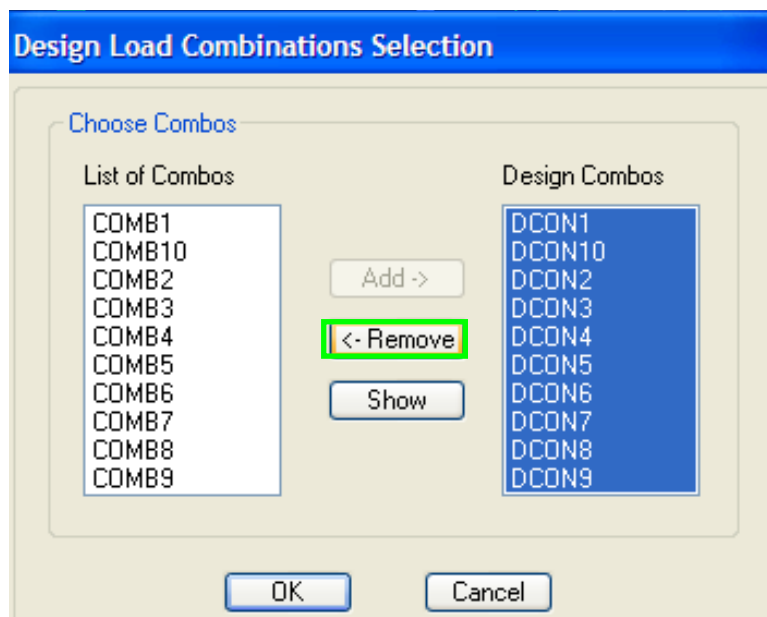 Design Load Combinations Selection
Choose Combos
List of Combos
COMB1
COMB10
COMB2
COMB3
COMB4
COMB5
COMB6
COMB7
COMB8
COMB9
Add ->
<- Remove
Show
Design Combos
DCON1
DCON10
DCON2
DCON3
DCON4
DCON5
DCON6
DCON7
DCON8
DCON9
OK
Cancel